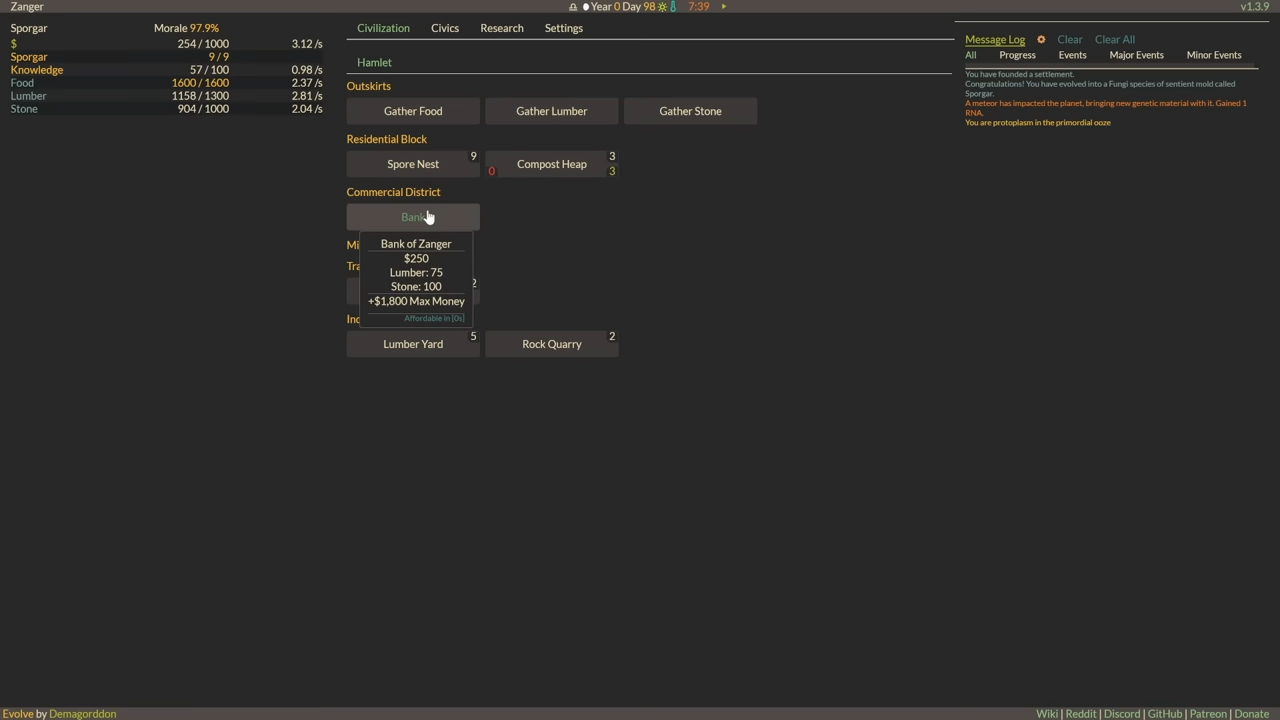 Zanger
Year 0 Day 98 7:39
v1.3.9
Sporgar Morale 97.9%
$ 254 / 1000 3.12 /s
Sporgar 9 / 9
Knowledge 57 / 100 0.98 /s
Food 1600 / 1600 2.37 /s
Lumber 1158 / 1300 2.81 /s
Stone 904 / 1000 2.04 /s
Civilization Civics Research Settings
Hamlet
Outskirts
Gather Food Gather Lumber Gather Stone
Residential Block
Spore Nest 9 Compost Heap 3
0 3
Commercial District
Bank
Bank of Zanger
$250
Lumber: 75
Stone: 100
+$1,800 Max Money
Affordable in [0s]
Mi
Tra
2
Ind
Lumber Yard 5 Rock Quarry 2
Message Log Clear Clear All
All Progress Events Major Events Minor Events
You have founded a settlement.
Congratulations! You have evolved into a Fungi species of sentient mold called
Sporgar.
A meteor has impacted the planet, bringing new genetic material with it. Gained 1
RNA.
You are protoplasm in the primordial ooze
Evolve by Demagorddon
Wiki | Reddit | Discord | GitHub | Patreon | Donate